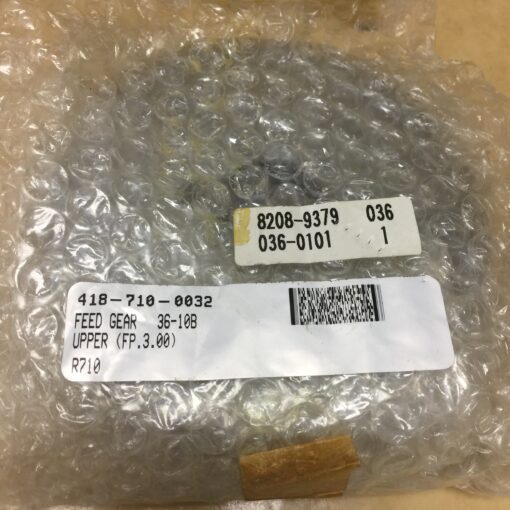 8208-9379 036
036-0101 1
418-710-0032
FEED GEAR 36-10B
UPPER (FP.3.00)
R710